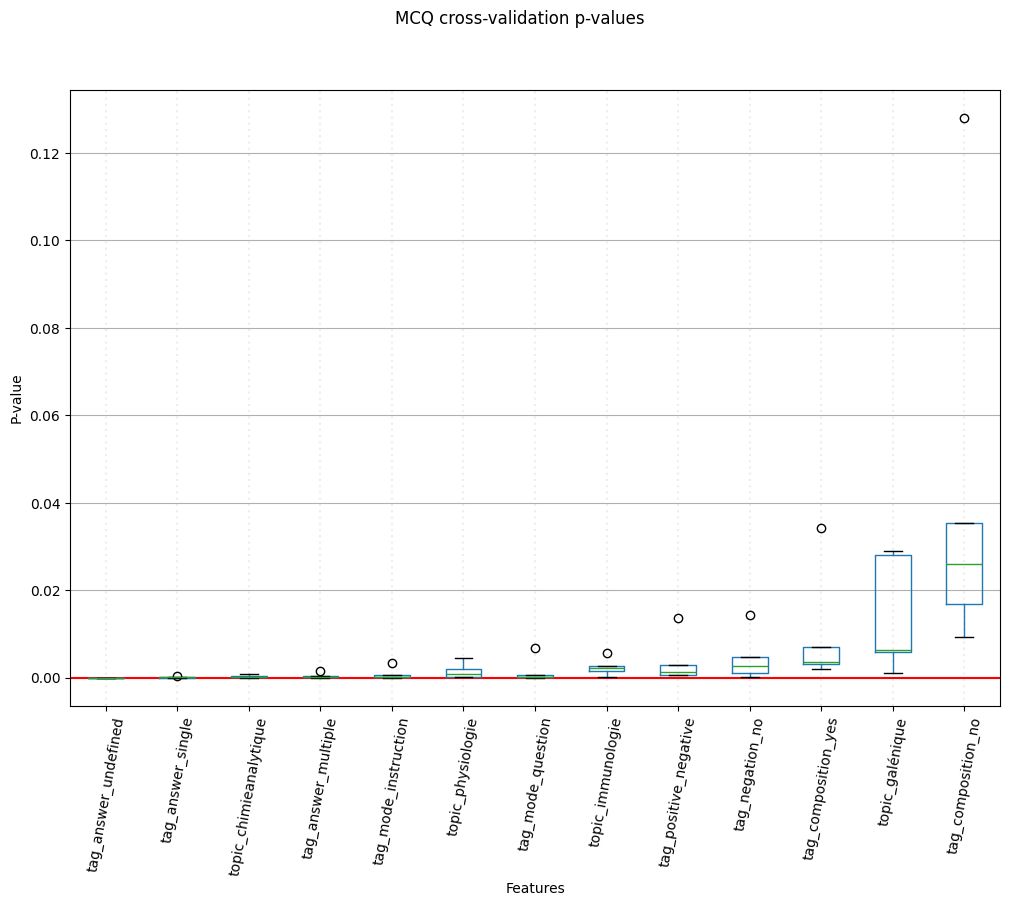 MCQ cross-validation p-values
0.12
0.10
0.08
0.06
0.04
0.02
0.00
P-value
tag_answer_undefined
tag_answer_single
topic_chimieanalytique
tag_answer_multiple
tag_mode_instruction
topic_physiologie
tag_mode_question
topic_immunologie
tag_positive_negative
tag_negation_no
tag_composition_yes
topic_galénique
tag_composition_no
Features